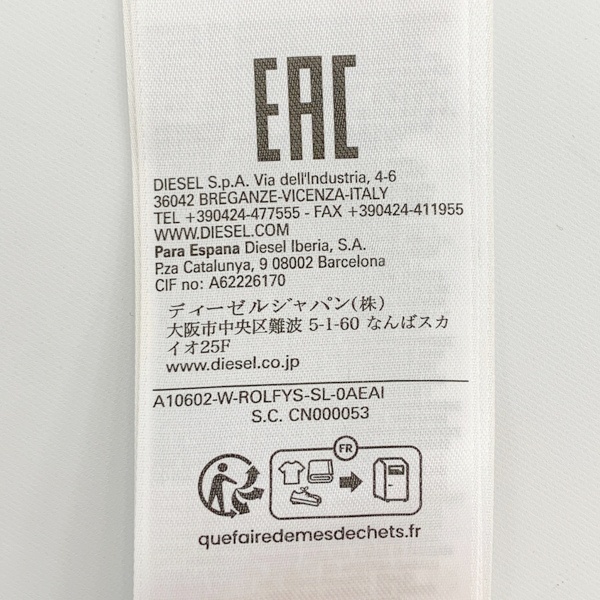 EAC
DIESEL S.p.A. Via dell'Industria, 4-6
36042 BREGANZE-VICENZA-ITALY
TEL +390424-477555 - FAX +390424-411955
WWW.DIESEL.COM
Para Espana Diesel Iberia, S.A.
P.za Catalunya, 9 08002 Barcelona
CIF no: A62226170
ディーゼルジャパン(株)
大阪市中央区難波 5-1-60 なんばスカ
イオ25F
www.diesel.co.jp
A10602-W-ROLFYS-SL-0AEAI
S.C. CN000053
FR
quefairedemesdechets.fr